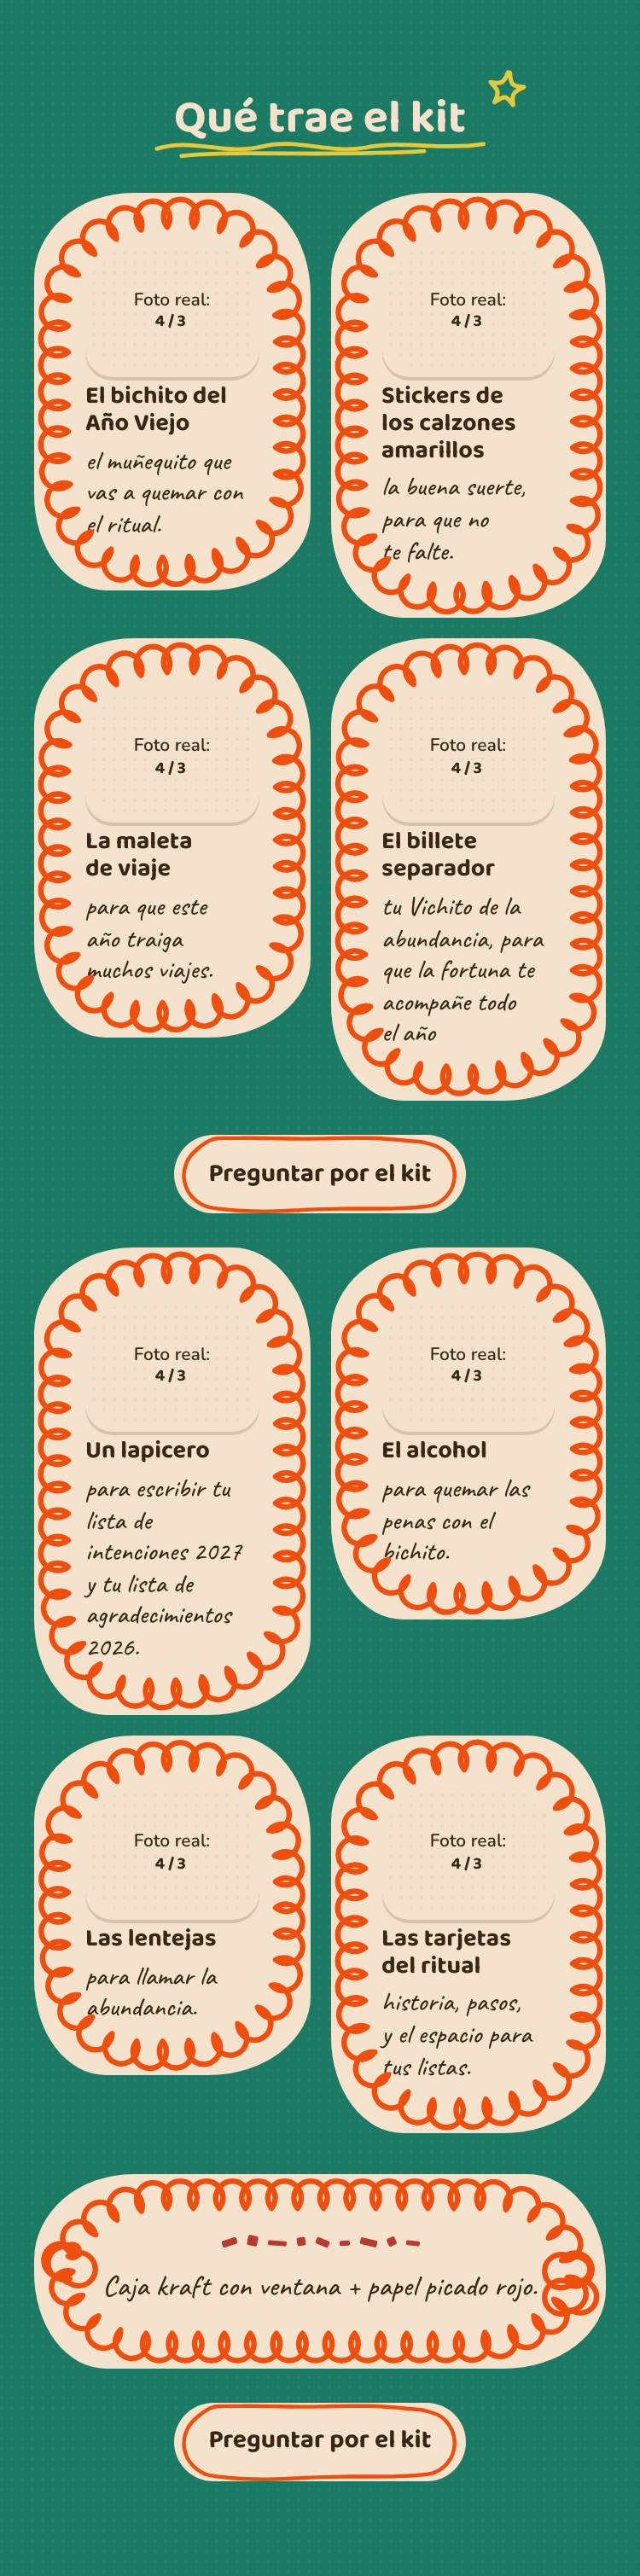 Qué trae el kit
Foto real:
4/3
El bichito del
Año Viejo
el muñequito que
vas a quemar con
el ritual.
Foto real:
4/3
Stickers de
los calzones
amarillos
la buena suerte,
para que no
te falte.
Foto real:
4/3
La maleta
de viaje
para que este
año traiga
muchos viajes.
Foto real:
4/3
El billete
separador
tu Vichito de la
abundancia, para
que la fortuna te
acompañe todo
el año
Preguntar por el kit
Foto real:
4/3
Un lapicero
para escribir tu
lista de
intenciones 2027
y tu lista de
agradecimientos
2026.
Foto real:
4/3
El alcohol
para quemar las
penas con el
bichito.
Foto real:
4/3
Las lentejas
para llamar la
abundancia.
Foto real:
4/3
Las tarjetas
del ritual
historia, pasos,
y el espacio para
tus listas.
Caja kraft con ventana + papel picado rojo.
Preguntar por el kit